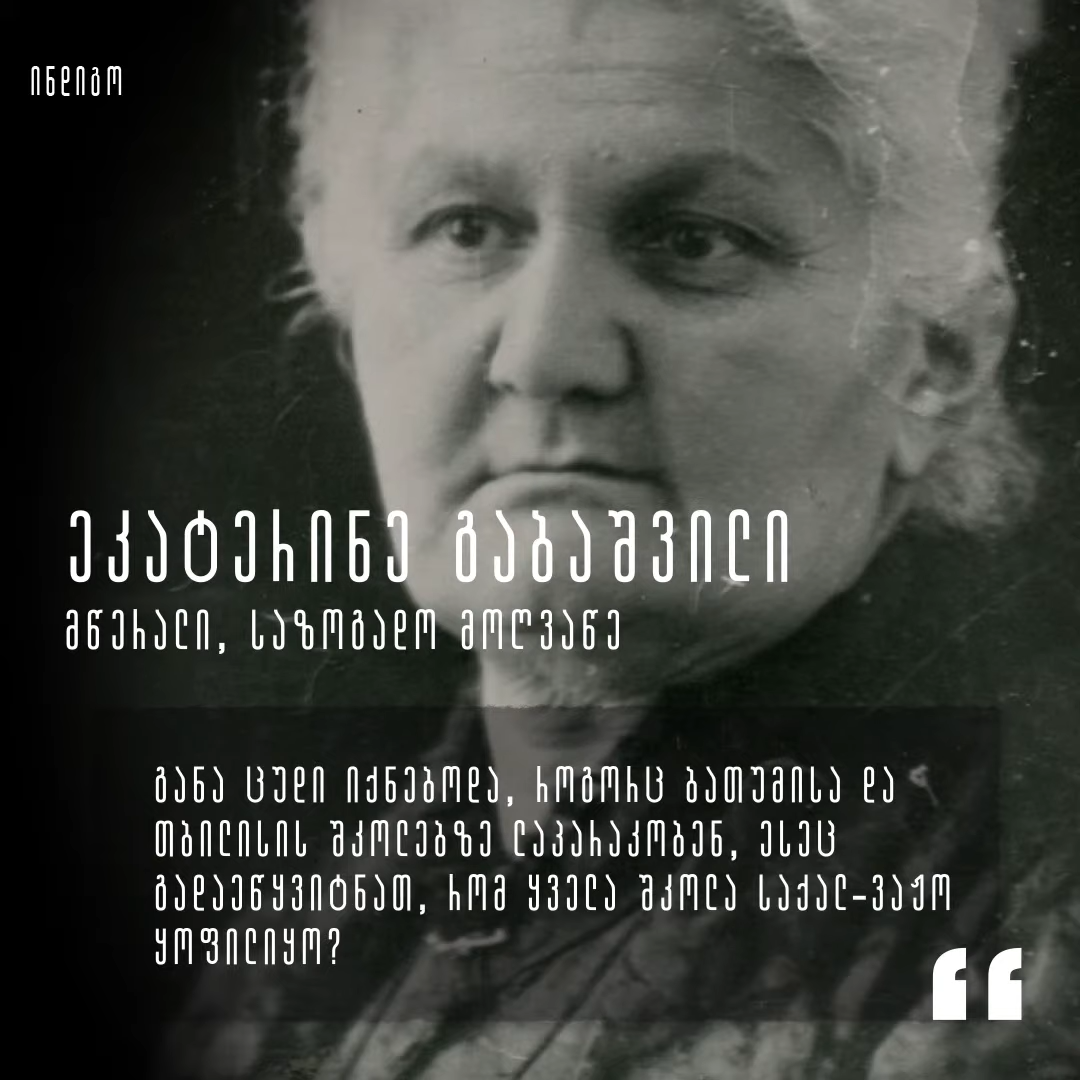 ინდიგო
ეკატერინე გაბაშვილი
მწერალი, საზოგადო მოღვაწე
განა ცუდი იქნებოდა, როგორც ბათუმისა და
თბილისის შკოლებზე ლაპარაკობენ, ესეც
გადაეწყვიტნათ, რომ ყველა შკოლა საქალ-ვაჟო
ყოფილიყო?
“